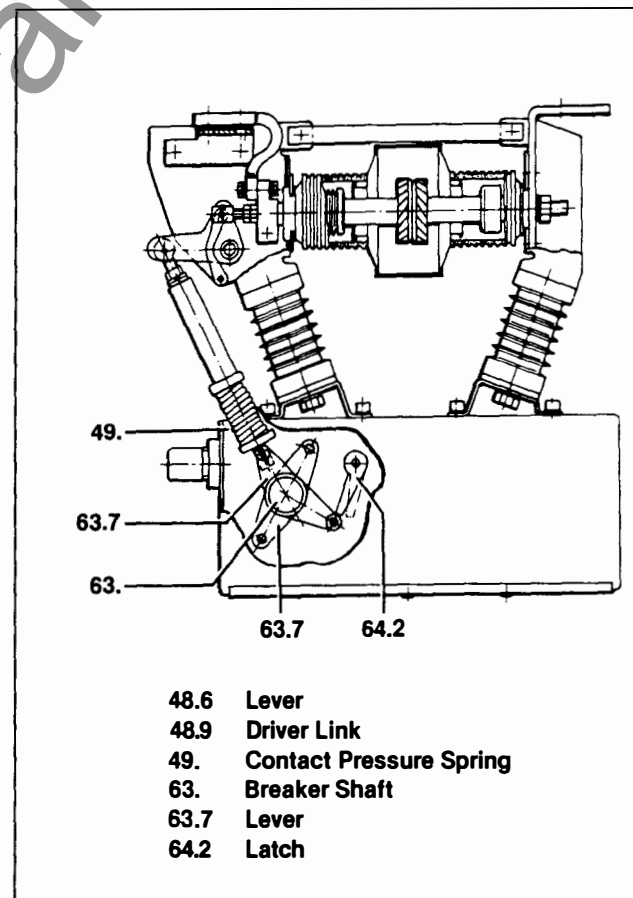 49.
63.7
63.
63.7 64.2
48.6 Lever
48.9 Driver Link
49. Contact Pressure Spring
63. Breaker Shaft
63.7 Lever
64.2 Latch